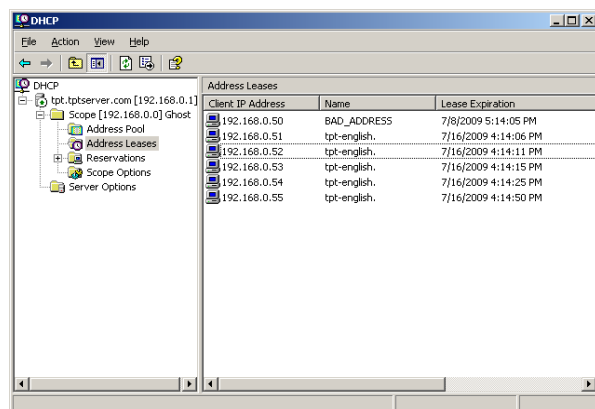 DHCP
File Action View Help
DHCP
tpt.tptserver.com [192.168.0.1]
Scope [192.168.0.0] Ghost
Address Pool
Address Leases
Reservations
Scope Options
Server Options
Address Leases
Client IP Address Name Lease Expiration
192.168.0.50 BAD_ADDRESS 7/8/2009 5:14:05 PM
192.168.0.51 tpt-english. 7/16/2009 4:14:06 PM
192.168.0.52 tpt-english. 7/16/2009 4:14:11 PM
192.168.0.53 tpt-english. 7/16/2009 4:14:15 PM
192.168.0.54 tpt-english. 7/16/2009 4:14:25 PM
192.168.0.55 tpt-english. 7/16/2009 4:14:50 PM